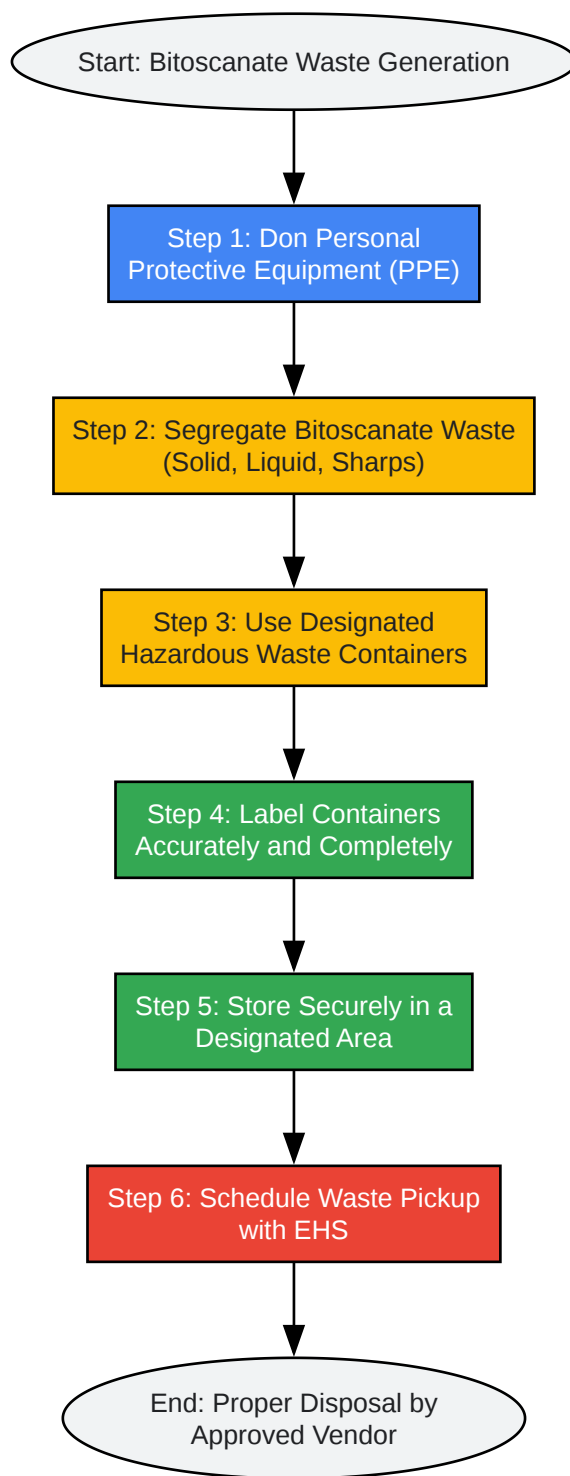 Start: Bitoscanate Waste Generation
Step 1: Don Personal
Protective Equipment (PPE)
Step 2: Segregate Bitoscanate Waste
(Solid, Liquid, Sharps)
Step 3: Use Designated
Hazardous Waste Containers
Step 4: Label Containers
Accurately and Completely
Step 5: Store Securely in a
Designated Area
Step 6: Schedule Waste Pickup
with EHS
End: Proper Disposal by
Approved Vendor